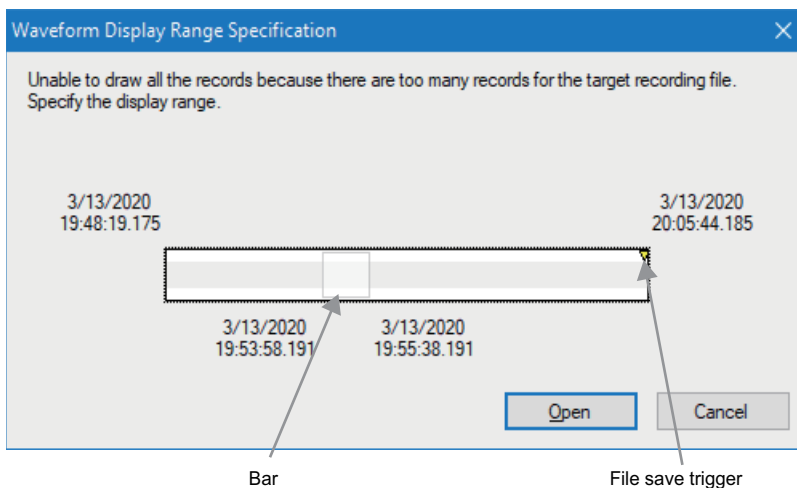 Waveform Display Range Specification
Unable to draw all the records because there are too many records for the target recording file.
Specify the display range.
3/13/2020
19:48:19.175
3/13/2020
20:05:44.185
3/13/2020
19:53:58.191
3/13/2020
19:55:38.191
Open
Cancel
Bar
File save trigger